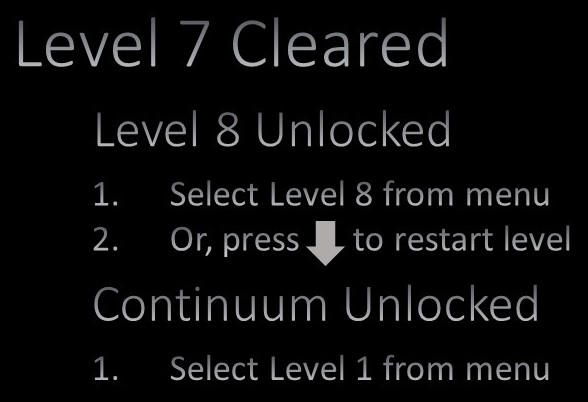 Level 7 Cleared
Level 8 Unlocked
1. Select Level 8 from menu
2. Or, press to restart level
Continuum Unlocked
1. Select Level 1 from menu